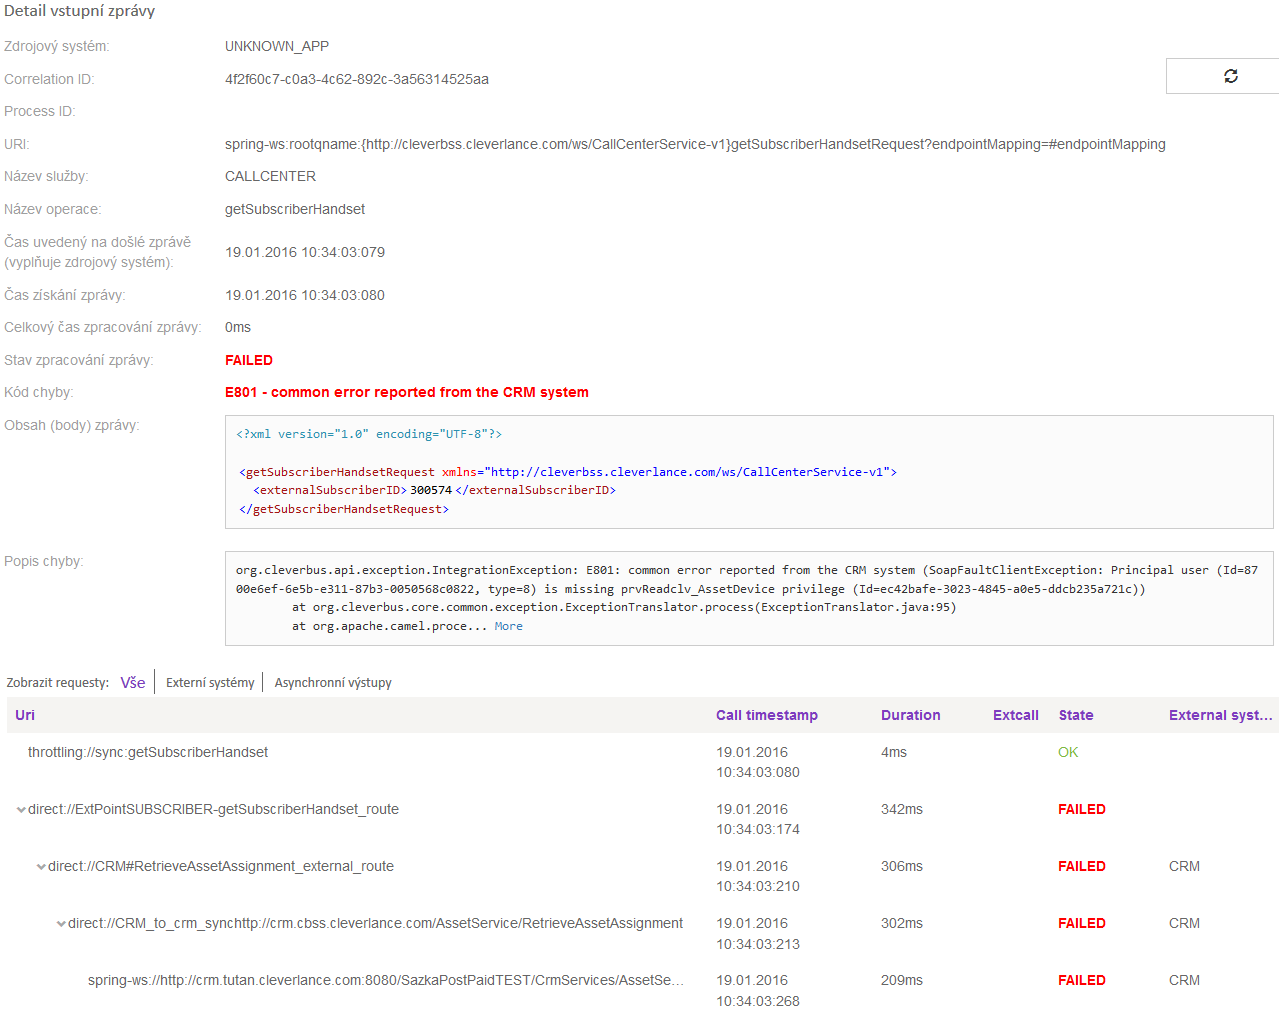 Detail vstupní zprávy
Zdrojový systém: UNKNOWN_APP
Correlation ID: 4f2f60c7-c0a3-4c62-892c-3a56314525aa
Process ID:
URI: spring-ws:rootqname:{http://cleverbss.cleverlance.com/ws/CallCenterService-v1}getSubscriberHandsetRequest?endpointMapping=#endpointMapping
Název služby: CALLCENTER
Název operace: getSubscriberHandset
Čas uvedený na došlé zprávě
(vyplňuje zdrojový systém): 19.01.2016 10:34:03:079
Čas získání zprávy: 19.01.2016 10:34:03:080
Celkový čas zpracování zprávy: 0ms
Stav zpracování zprávy: FAILED
Kód chyby: E801 - common error reported from the CRM system
Obsah (body) zprávy:
<?xml version="1.0" encoding="UTF-8"?>
<getSubscriberHandsetRequest xmlns="http://cleverbss.cleverlance.com/ws/CallCenterService-v1">
<externalSubscriberID>300574</externalSubscriberID>
</getSubscriberHandsetRequest>
Popis chyby:
org.cleverbus.api.exception.IntegrationException: E801: common error reported from the CRM system (SoapFaultClientException: Principal user (Id=87
00e6ef-6e5b-e311-87b3-0050568c0822, type=8) is missing prvReadclv_AssetDevice privilege (Id=ec42bafe-3023-4845-a0e5-ddcb235a721c))
at org.cleverbus.core.common.exception.ExceptionTranslator.process(ExceptionTranslator.java:95)
at org.apache.camel.proce... More
Zobrazit requesty: Vše Externí systémy Asynchronní výstupy
Uri Call timestamp Duration Extcall State External syst...
throttling://sync:getSubscriberHandset 19.01.2016 4ms OK
10:34:03:080
direct://ExtPointSUBSCRIBER-getSubscriberHandset_route 19.01.2016 342ms FAILED
10:34:03:174
direct://CRM#RetrieveAssetAssignment_external_route 19.01.2016 306ms FAILED CRM
10:34:03:210
direct://CRM_to_crm_synchttp://crm.cbss.cleverlance.com/AssetService/RetrieveAssetAssignment 19.01.2016 302ms FAILED CRM
10:34:03:213
spring-ws://http://crm.tutan.cleverlance.com:8080/SazkaPostPaidTEST/CrmServices/AssetSe... 19.01.2016 209ms FAILED CRM
10:34:03:268